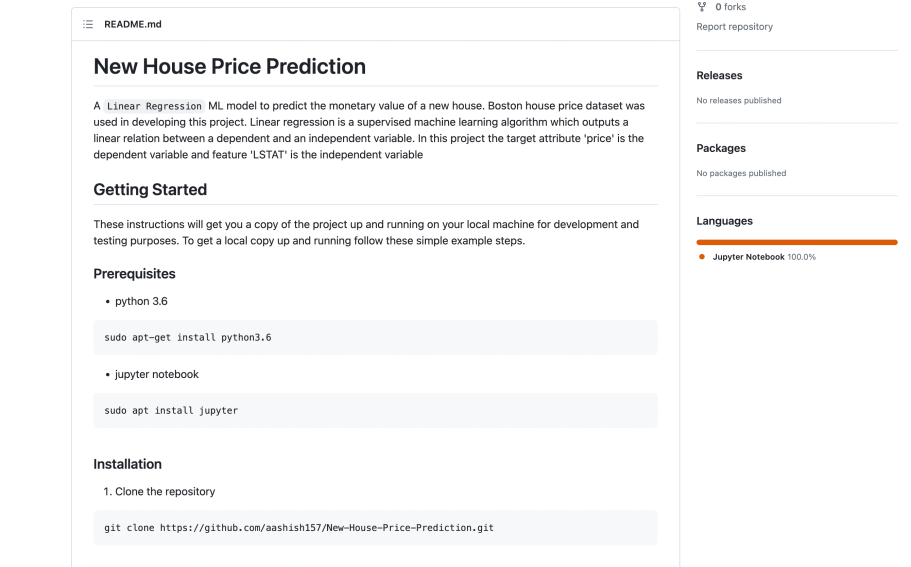 0 forks
README.md
Report repository
New House Price Prediction
Releases
No releases published
A Linear Regression ML model to predict the monetary value of a new house. Boston house price dataset was
used in developing this project. Linear regression is a supervised machine learning algorithm which outputs a
linear relation between a dependent and an independent variable. In this project the target attribute 'price' is the
dependent variable and feature 'LSTAT' is the independent variable
Packages
No packages published
Getting Started
Languages
These instructions will get you a copy of the project up and running on your local machine for development and
testing purposes. To get a local copy up and running follow these simple example steps.
Jupyter Notebook 100.0%
Prerequisites
• python 3.6
sudo apt-get install python3.6
• jupyter notebook
sudo apt install jupyter
Installation
1. Clone the repository
git clone https://github.com/aashish157/New-House-Price-Prediction.git